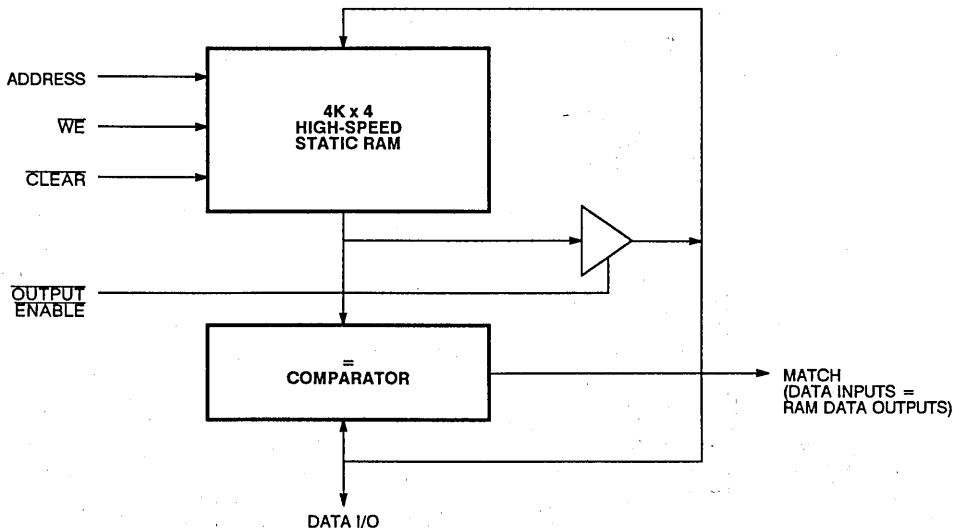 ADDRESS
WE
CLEAR
4K x 4
HIGH-SPEED
STATIC RAM
OUTPUT
ENABLE
=
COMPARATOR
MATCH
(DATA INPUTS =
RAM DATA OUTPUTS)
DATA I/O